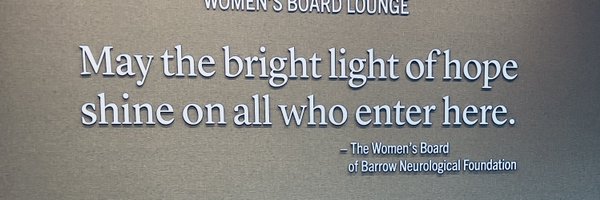 WOMEN'S BOARD LOUNGE
May the bright light of hope
shine on all who enter here.
– The Women's Board
of Barrow Neurological Foundation